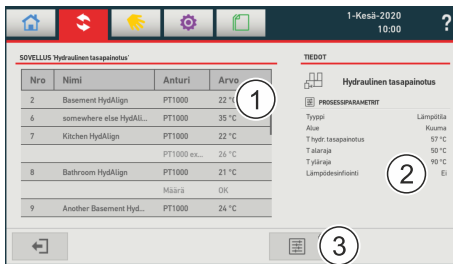 1-Kesä-2020
10:00
?
SOVELLUS 'Hydraulinen tasapainotus'
Nro Nimi Anturi Arvo
2 Basement HydAlign PT1000 22 °C
6 somewhere else HydAli... PT1000 35 °C
7 Kitchen HydAlign PT1000 22 °C
PT1000 ex... 26 °C
8 Bathroom HydAlign PT1000 21 °C
Määrä OK
9 Another Basement Hyd... PT1000 24 °C
1
TIEDOT
Hydraulinen tasapainotus
PROSESSIPARAMETRIT
Tyyppi Lämpötila
Alue Kuuma
T hydr. tasapainotus 57 °C
T alaraja 50 °C
T yläraja 90 °C
Lämpödesinfiointi Ei
2
3